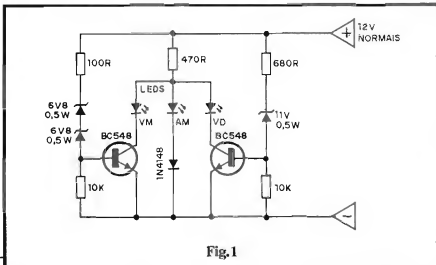 12V
NORMAIS
100R
470R
680R
LEDS
6V8
0,5W
6V8
0,5W
11V
0,5W
VM
AM
VD
BC548
BC548
1N4148
10K
10K
Fig.1